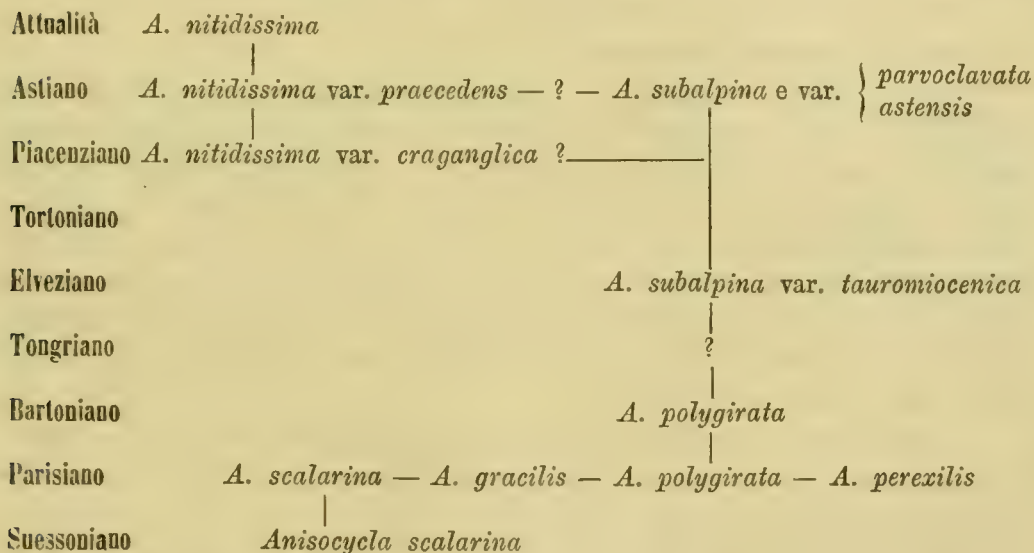 Attualità A. nitidissima
Astiano A. nitidissima var. praecedens — ? — A. subalpina e var. { parvoclavata
astensis
Piacenziano A. nitidissima var. craganglica ?
Tortoniano
Elveziano A. subalpina var. tauromiocenica
Tongriano ?
Bartoniano A. polygirata
Parisiano A. scalarina — A. gracilis — A. polygirata — A. perexilis
Suessoniano Anisocycla scalarina